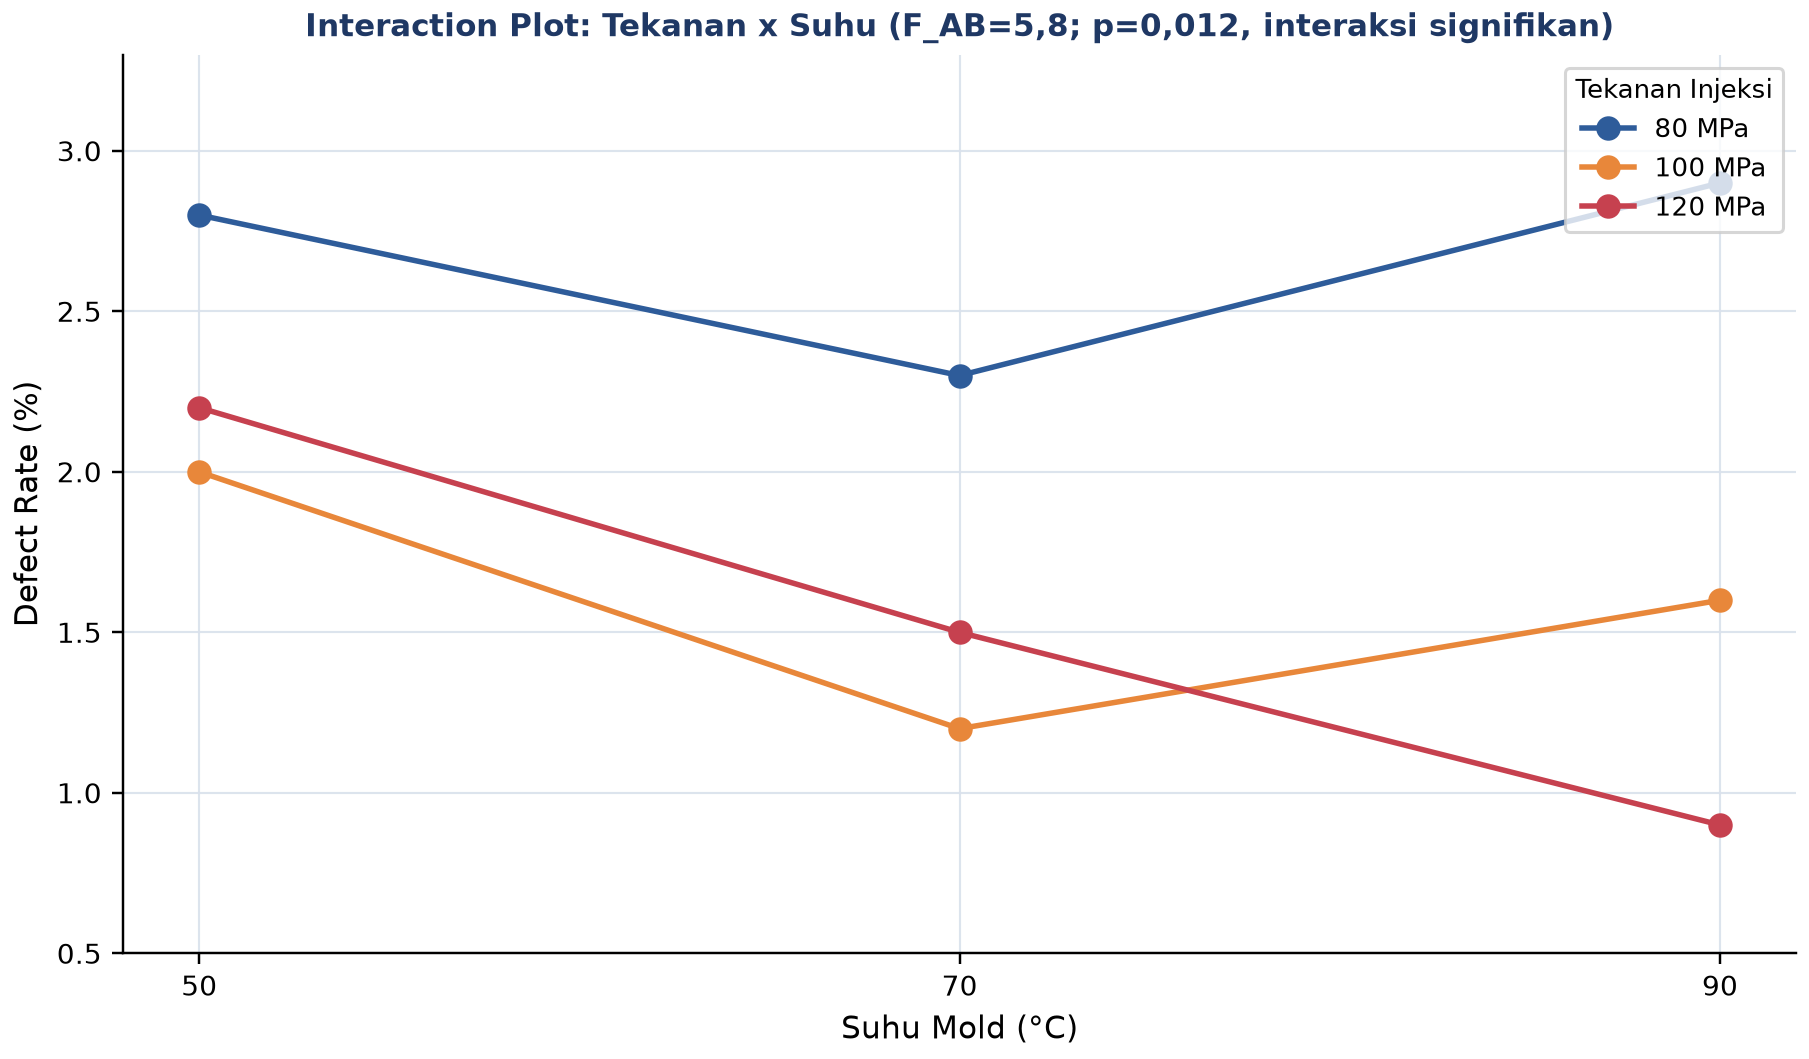 Interaction Plot: Tekanan x Suhu (F_AB=5,8; p=0,012, interaksi signifikan)
Tekanan Injeksi
80 MPa
100 MPa
120 MPa
Defect Rate (%)
3.0
2.5
2.0
1.5
1.0
0.5
50 70 90
Suhu Mold (°C)